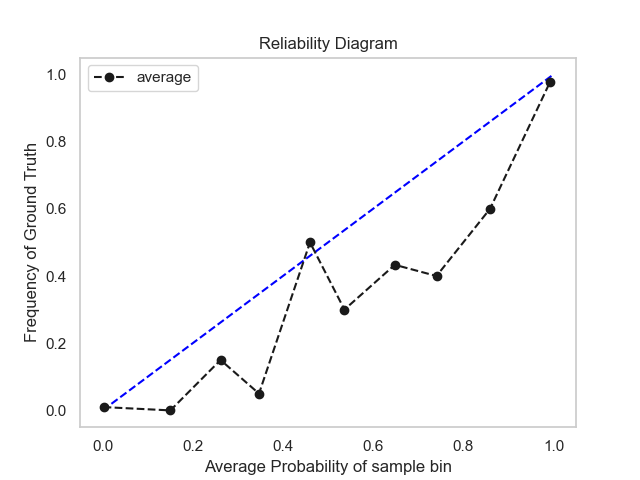 Reliability Diagram
average
Frequency of Ground Truth
1.0
0.8
0.6
0.4
0.2
0.0
0.0 0.2 0.4 0.6 0.8 1.0
Average Probability of sample bin